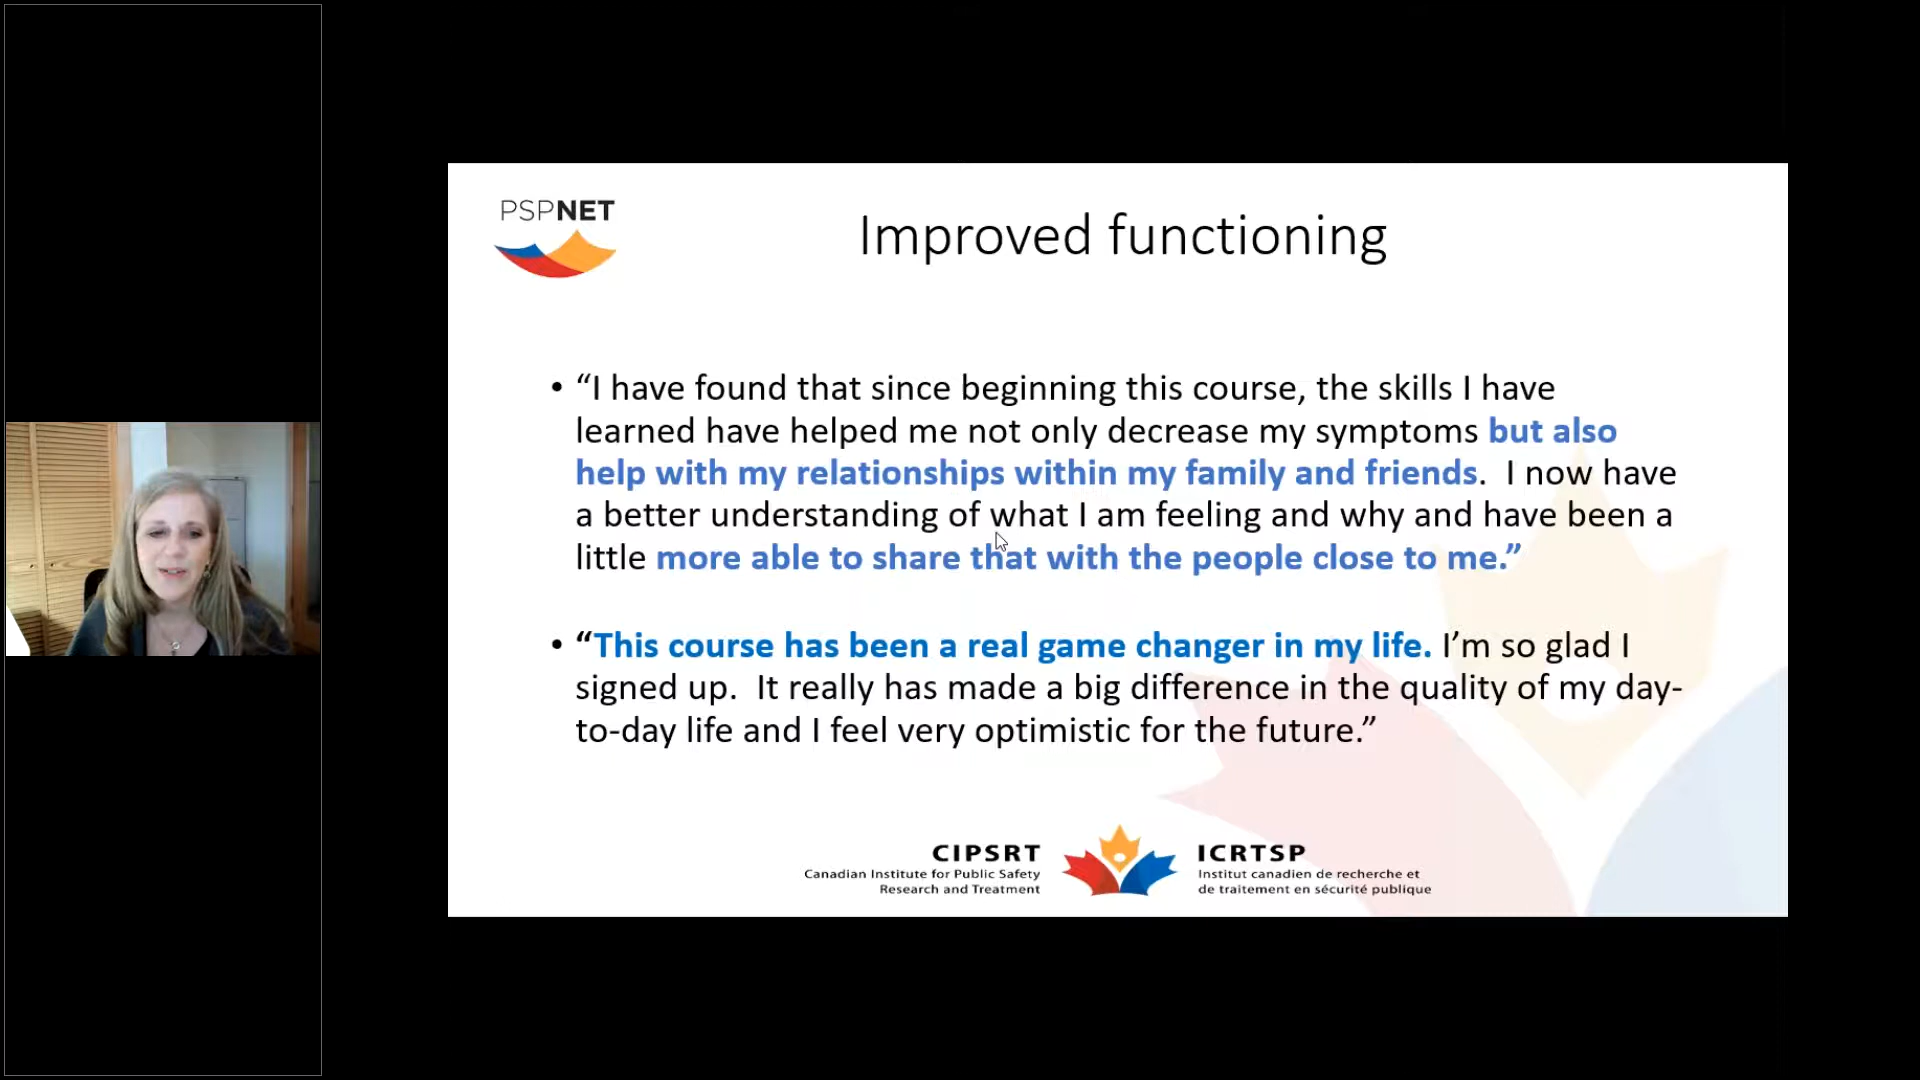 PSPNET
Improved functioning
• “I have found that since beginning this course, the skills I have
learned have helped me not only decrease my symptoms but also
help with my relationships within my family and friends.  I now have
a better understanding of what I am feeling and why and have been a
little more able to share that with the people close to me.”
• “This course has been a real game changer in my life. I’m so glad I
signed up.  It really has made a big difference in the quality of my day-
to-day life and I feel very optimistic for the future.”
CIPSRT
Canadian Institute for Public Safety
Research and Treatment
ICRTSP
Institut canadien de recherche et
de traitement en sécurité publique